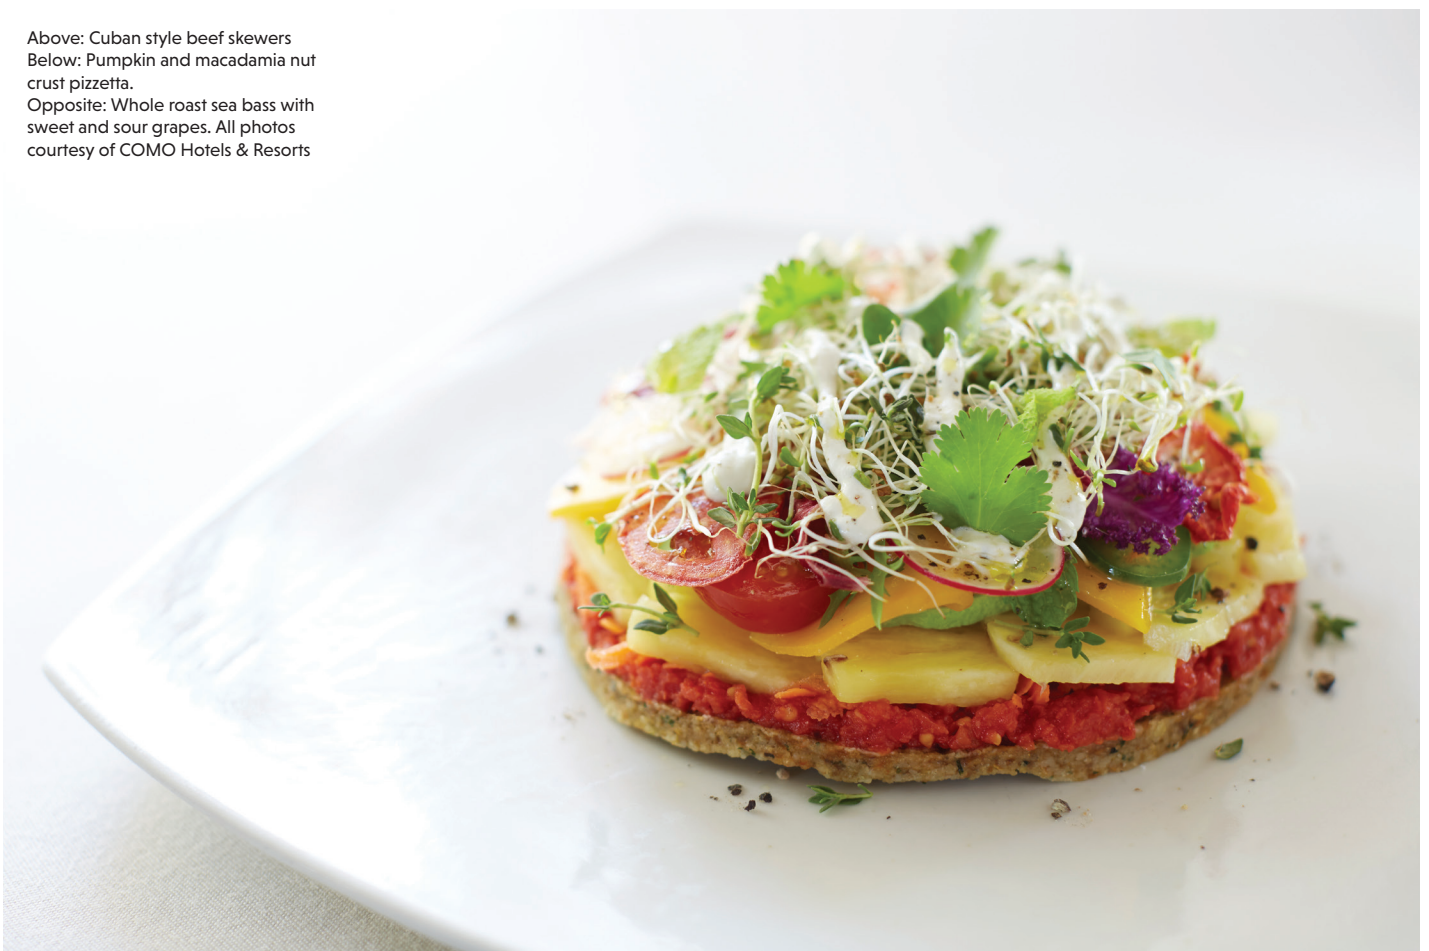 Above: Cuban style beef skewers
Below: Pumpkin and macadamia nut
crust pizzetta.
Opposite: Whole roast sea bass with
sweet and sour grapes. All photos
courtesy of COMO Hotels & Resorts